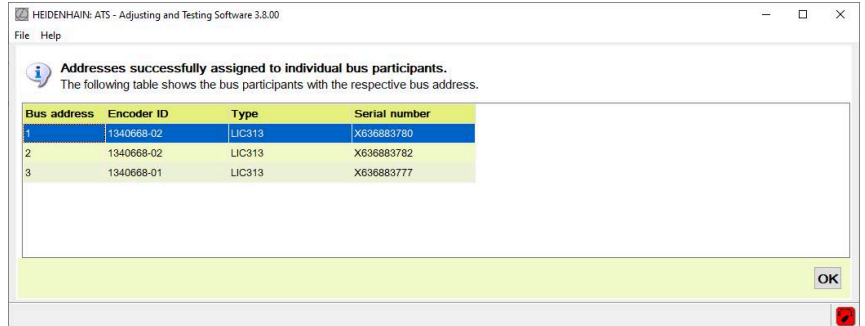 HEIDENHAIN: ATS - Adjusting and Testing Software 3.8.00
File Help
Addresses successfully assigned to individual bus participants.
The following table shows the bus participants with the respective bus address.
Bus address Encoder ID Type Serial number
1 1340668-02 LIC313 X636883780
2 1340668-02 LIC313 X636883782
3 1340668-01 LIC313 X636883777
OK